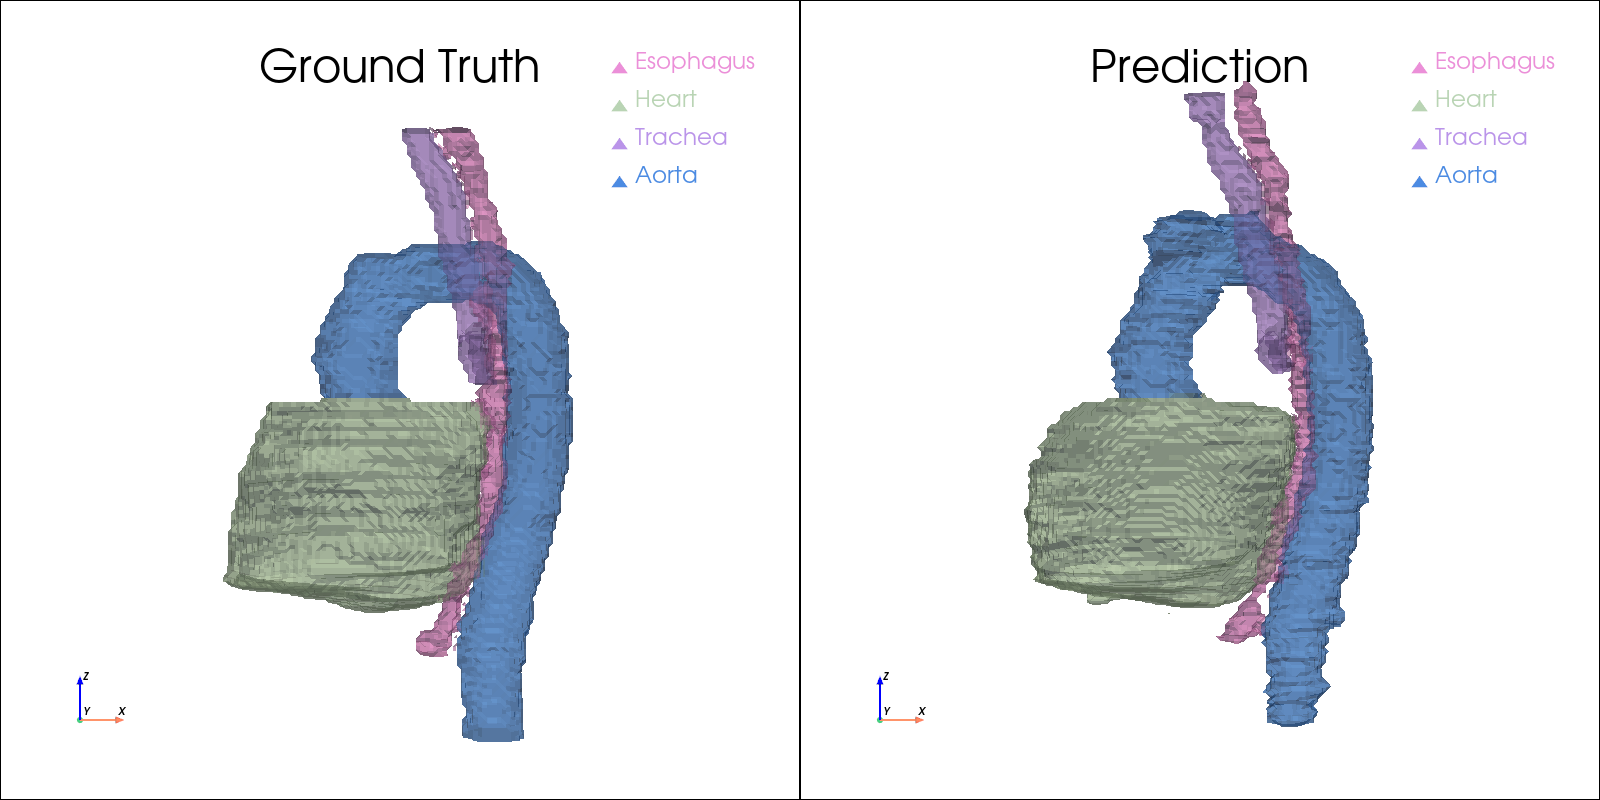 Ground Truth
Esophagus
Heart
Trachea
Aorta
Z
Y X
Prediction
Esophagus
Heart
Trachea
Aorta
Z
Y X